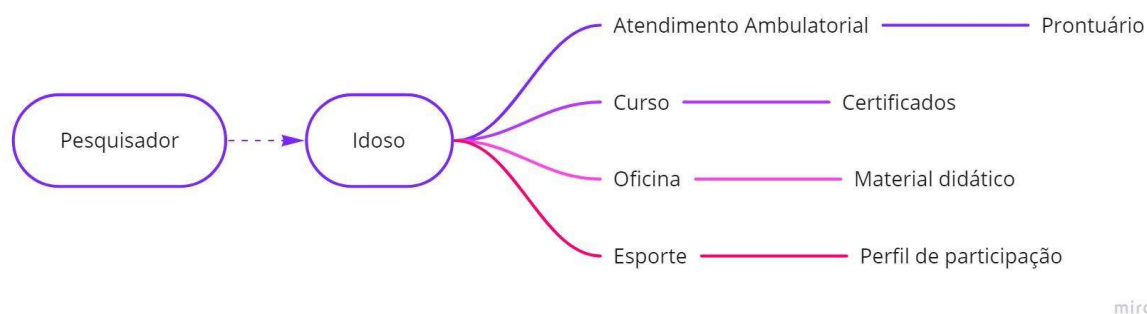 Atendimento Ambulatorial Prontuário
Curso Certificados
Pesquisador Idoso
Oficina Material didático
Esporte Perfil de participação